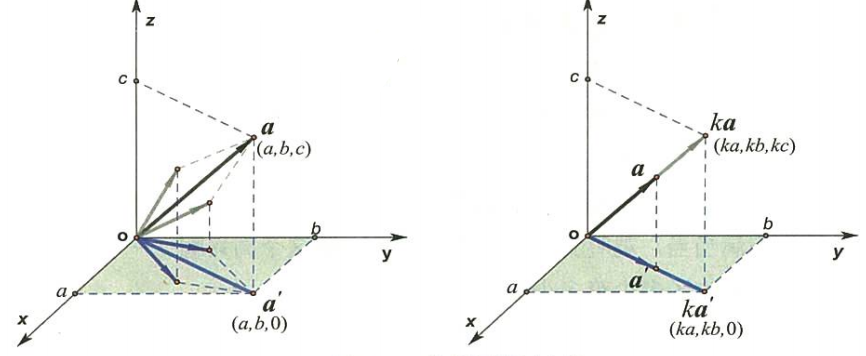 z
c
a
(a,b,c)
o
b
y
a
a'
(a,b,0)
x
z
c
ka
(ka,kb,kc)
a
o
b
y
a
a'
ka'
(ka,kb,0)
x